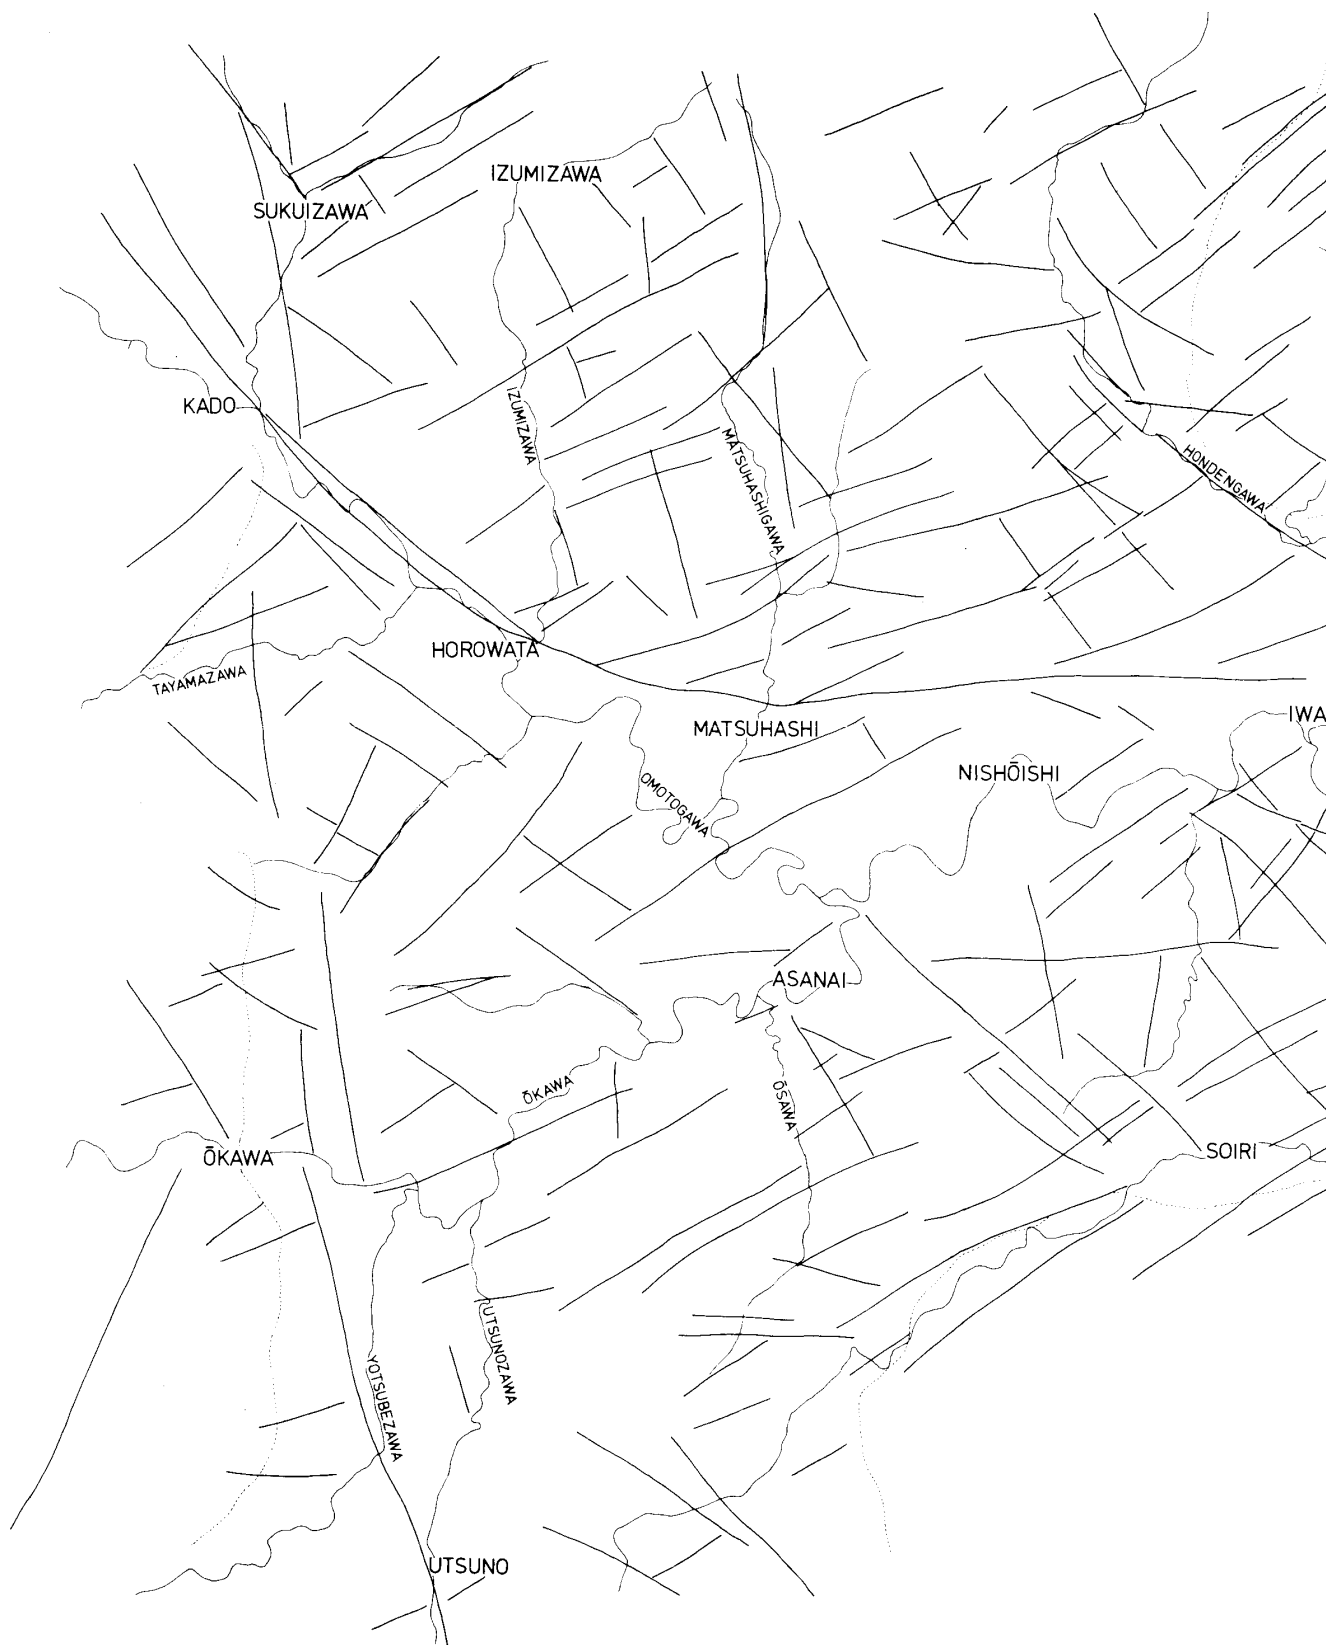 IZUMIZAWA
SUKUIZAWA
KADO
IZUMIZAWA
MATSUHASHIGAWA
HONDENGAWA
HOROWATA
TAYAMAZAWA
IWA
MATSUHASHI
NISHŌISHI
OMOTOGAWA
ASANAI
ŌKAWA
ŌSAWA
ŌKAWA
SOIRI
UTSUNOZAWA
YOTSUBEZAWA
UTSUNO